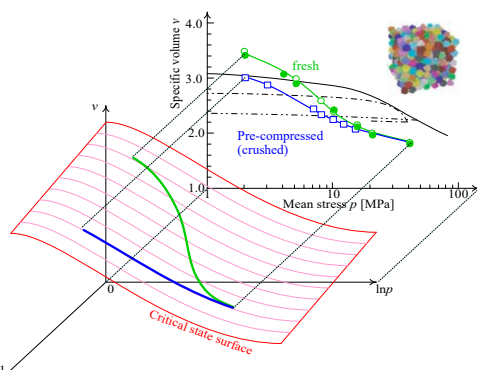 Specific volume v
4.0
fresh
3.0
v
2.0
Pre-compressed
(crushed)
1.0
1
10
100
Mean stress p [MPa]
0
lnp
Critical state surface